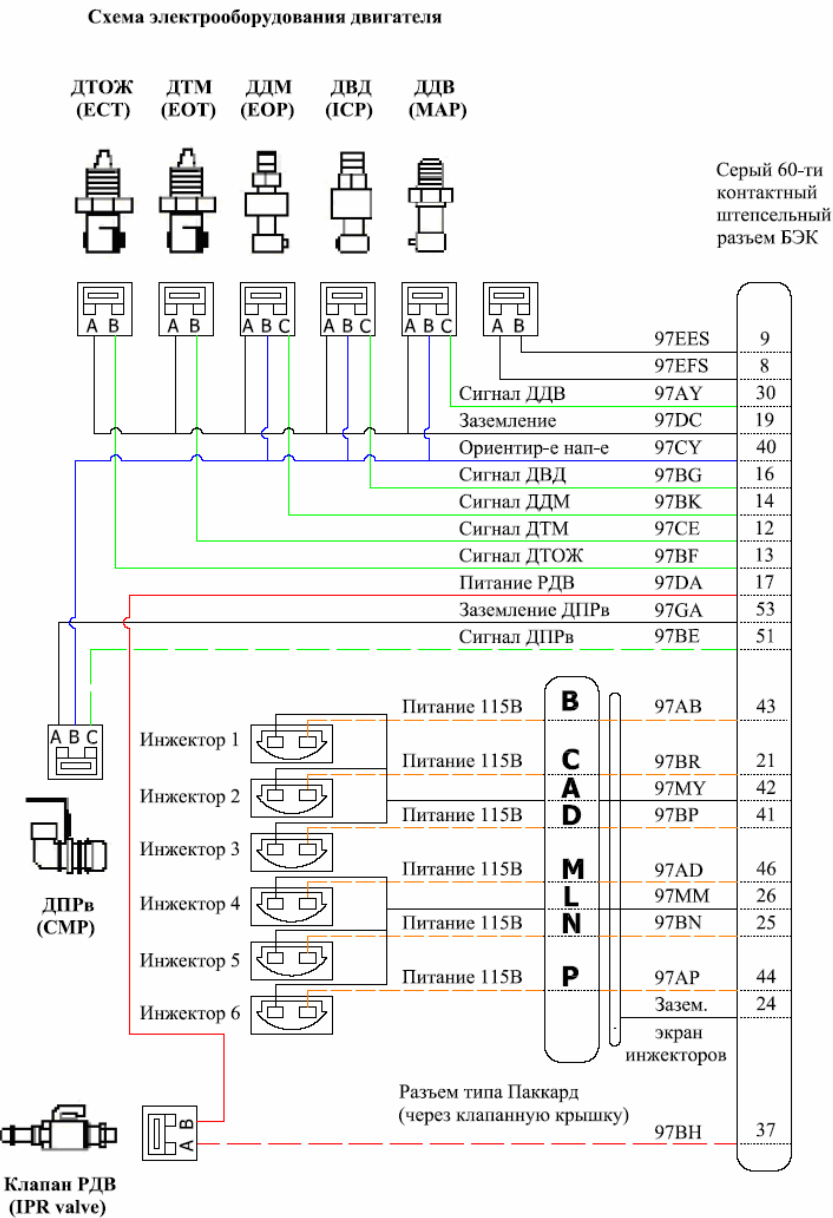 Схема электрооборудования двигателя
ДТОЖ ДТМ ДДМ ДВД ДДВ
(ECT) (EOT) (EOP) (ICP) (MAP)
Серый 60-ти
контактный
штепсельный
разъем БЭК
A B A B A B C A B C A B C A B
97EES 9
97EFS 8
Сигнал ДДВ 97AY 30
Заземление 97DC 19
Ориентир-е нап-е 97CY 40
Сигнал ДВД 97BG 16
Сигнал ДДМ 97BK 14
Сигнал ДТМ 97CE 12
Сигнал ДТОЖ 97BF 13
Питание РДВ 97DA 17
Заземление ДПРв 97GA 53
Сигнал ДПРв 97BE 51
Питание 115В B 97AB 43
A B C
Инжектор 1
Питание 115В C 97BR 21
Инжектор 2
A 97MY 42
Питание 115В D 97BP 41
Инжектор 3
Питание 115В M 97AD 46
Инжектор 4
L 97MM 26
Питание 115В N 97BN 25
ДПРв
(CMP)
Инжектор 5
Питание 115В P 97AP 44
Инжектор 6
Зазем. 24
экран
инжекторов
Разъем типа Паккард
(через клапанную крышку)
A B
97BH 37
Клапан РДВ
(IPR valve)